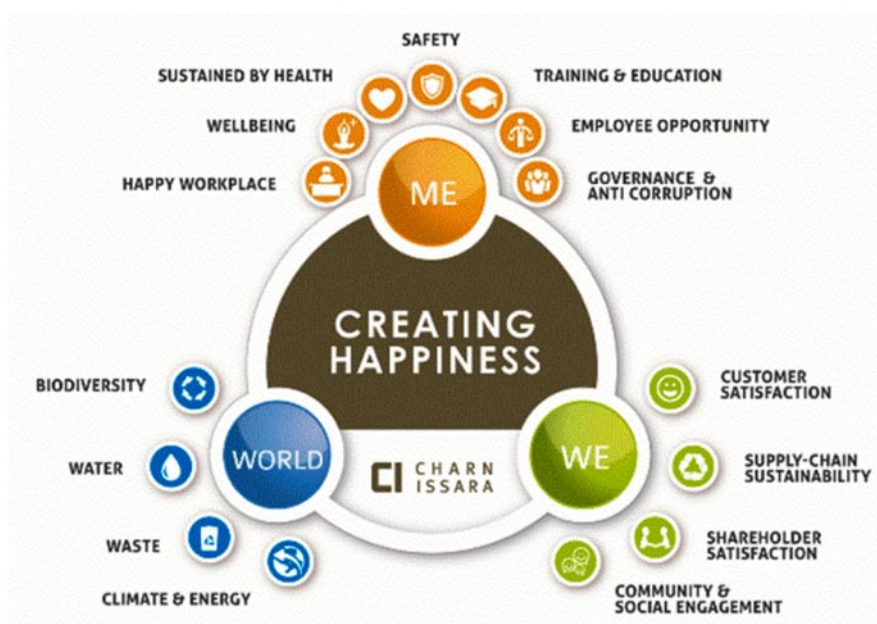 SAFETY
SUSTAINED BY HEALTH
TRAINING & EDUCATION
WELLBEING
EMPLOYEE OPPORTUNITY
HAPPY WORKPLACE
GOVERNANCE &
ANTI CORRUPTION
ME
CREATING
HAPPINESS
BIODIVERSITY
CUSTOMER
SATISFACTION
WORLD
WE
WATER
CI CHARN
ISSARA
SUPPLY-CHAIN
SUSTAINABILITY
WASTE
SHAREHOLDER
SATISFACTION
CLIMATE & ENERGY
COMMUNITY &
SOCIAL ENGAGEMENT